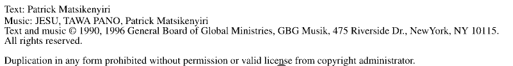 Text: Patrick Matsikenyiri
Music: JESU, TAWA PANO, Patrick Matsikenyiri
Text and music © 1990, 1996 General Board of Global Ministries, GBG Musik, 475 Riverside Dr., NewYork, NY 10115.
All rights reserved.
Duplication in any form prohibited without permission or valid license from copyright administrator.